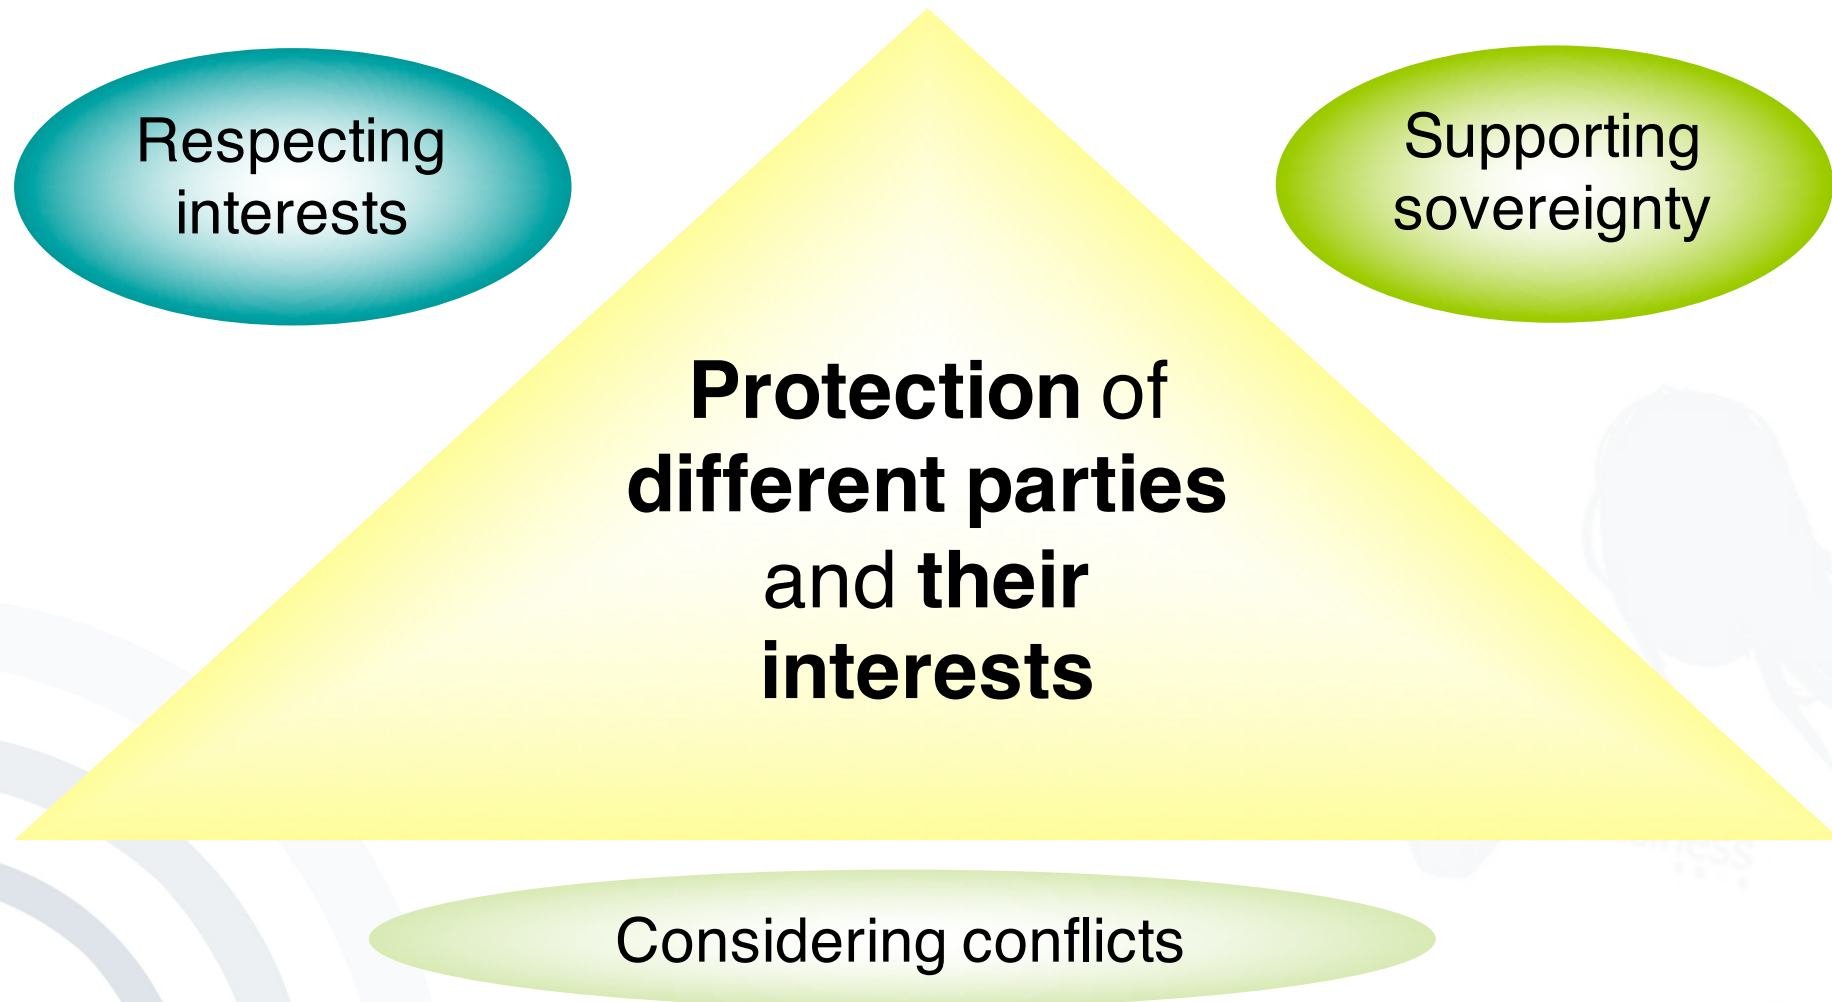 Respecting
interests
Supporting
sovereignty
Protection of
different parties
and their
interests
Considering conflicts